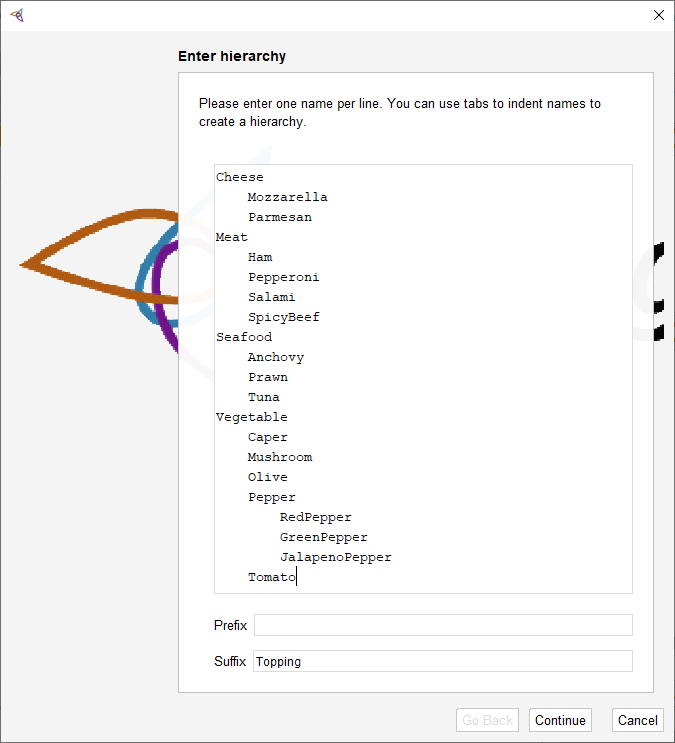 Enter hierarchy
Please enter one name per line. You can use tabs to indent names to
create a hierarchy.
Cheese
Mozzarella
Parmesan
Meat
Ham
Pepperoni
Salami
SpicyBeef
Seafood
Anchovy
Prawn
Tuna
Vegetable
Caper
Mushroom
Olive
Pepper
RedPepper
GreenPepper
JalapenoPepper
Tomato
Prefix
Suffix Topping
Go Back Continue Cancel